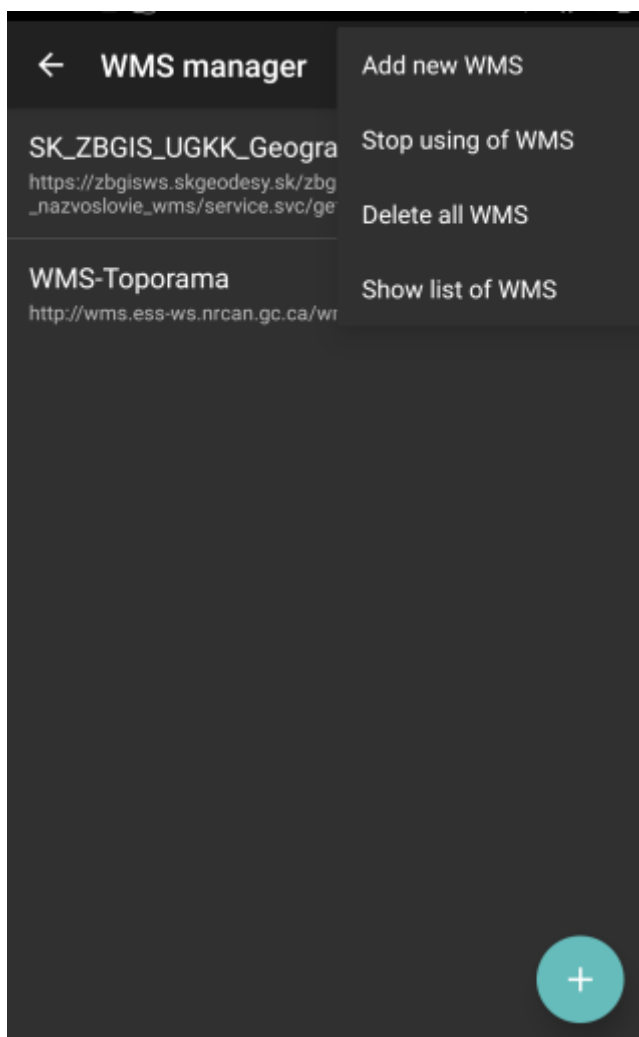 WMS manager
Add new WMS
Stop using of WMS
Delete all WMS
Show list of WMS
SK_ZBGIS_UGKK_Geogra
https://zbgisws.skgeodesy.sk/zbg
_nazvoslovie_wms/service.svc/get
WMS-Toporama
http://wms.ess-ws.nrcan.gc.ca/wr
+